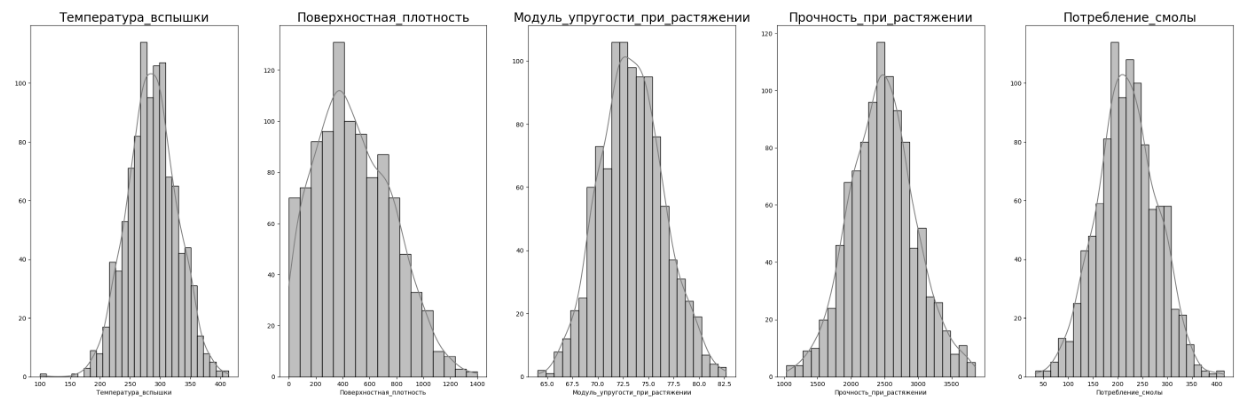 Температура_вспышки
Поверхностная_плотность
Модуль_упругости_при_растяжении
Прочность_при_растяжении
Потребление_смолы
100
80
60
40
20
0
120
100
80
60
40
20
0
100
80
60
40
20
0
120
100
80
60
40
20
0
100
80
60
40
20
0
100 150 200 250 300 350 400
0 200 400 600 800 1000 1200 1400
65.0 67.5 70.0 72.5 75.0 77.5 80.0 82.5
1000 1500 2000 2500 3000 3500
50 100 150 200 250 300 350 400
Температура_вспышки
Поверхностная_плотность
Модуль_упругости_при_растяжении
Прочность_при_растяжении
Потребление_смолы